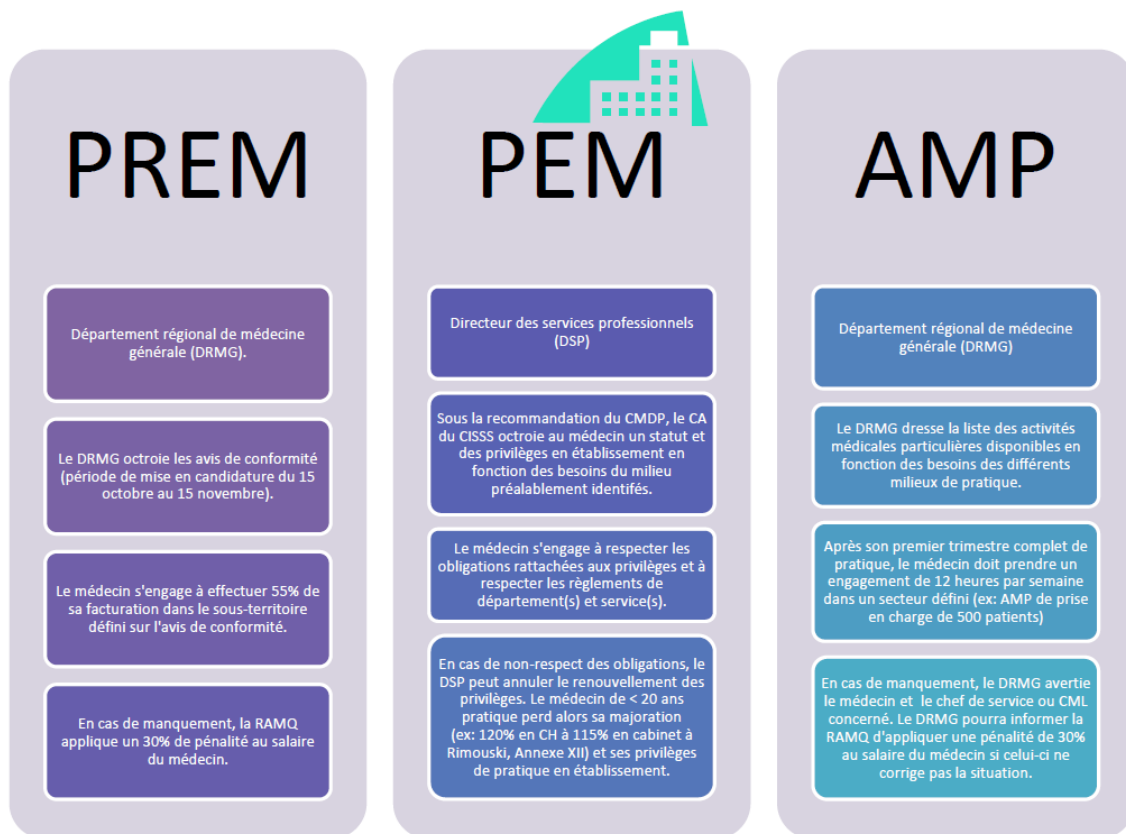 PREM
Département régional de médecine
générale (DRMG).
Le DRMG octroie les avis de conformité
(période de mise en candidature du 15
octobre au 15 novembre).
Le médecin s'engage à effectuer 55% de
sa facturation dans le sous-territoire
défini sur l'avis de conformité.
En cas de manquement, la RAMQ
applique un 30% de pénalité au salaire
du médecin.
PEM
Directeur des services professionnels
(DSP)
Sous la recommandation du CMDP, le CA
du CISSS octroie au médecin un statut et
des privilèges en établissement en
fonction des besoins du milieu
préalablement identifés.
Le médecin s'engage à respecter les
obligations rattachées aux privilèges et à
respecter les règlements de
département(s) et service(s).
En cas de non-respect des obligations, le
DSP peut annuler le renouvellement des
privilèges. Le médecin de < 20 ans
pratique perd alors sa majoration
(ex: 120% en CH à 115% en cabinet à
Rimouski, Annexe XII) et ses privilèges
de pratique en établissement.
AMP
Département régional de médecine
générale (DRMG)
Le DRMG dresse la liste des activités
médicales particulières disponibles en
fonction des besoins des différents
milieux de pratique.
Après son premier trimestre complet de
pratique, le médecin doit prendre un
engagement de 12 heures par semaine
dans un secteur défini (ex: AMP de prise
en charge de 500 patients)
En cas de manquement, le DRMG avertie
le médecin et le chef de service ou CML
concerné. Le DRMG pourra informer la
RAMQ d'appliquer une pénalité de 30%
au salaire du médecin si celui-ci ne
corrige pas la situation.